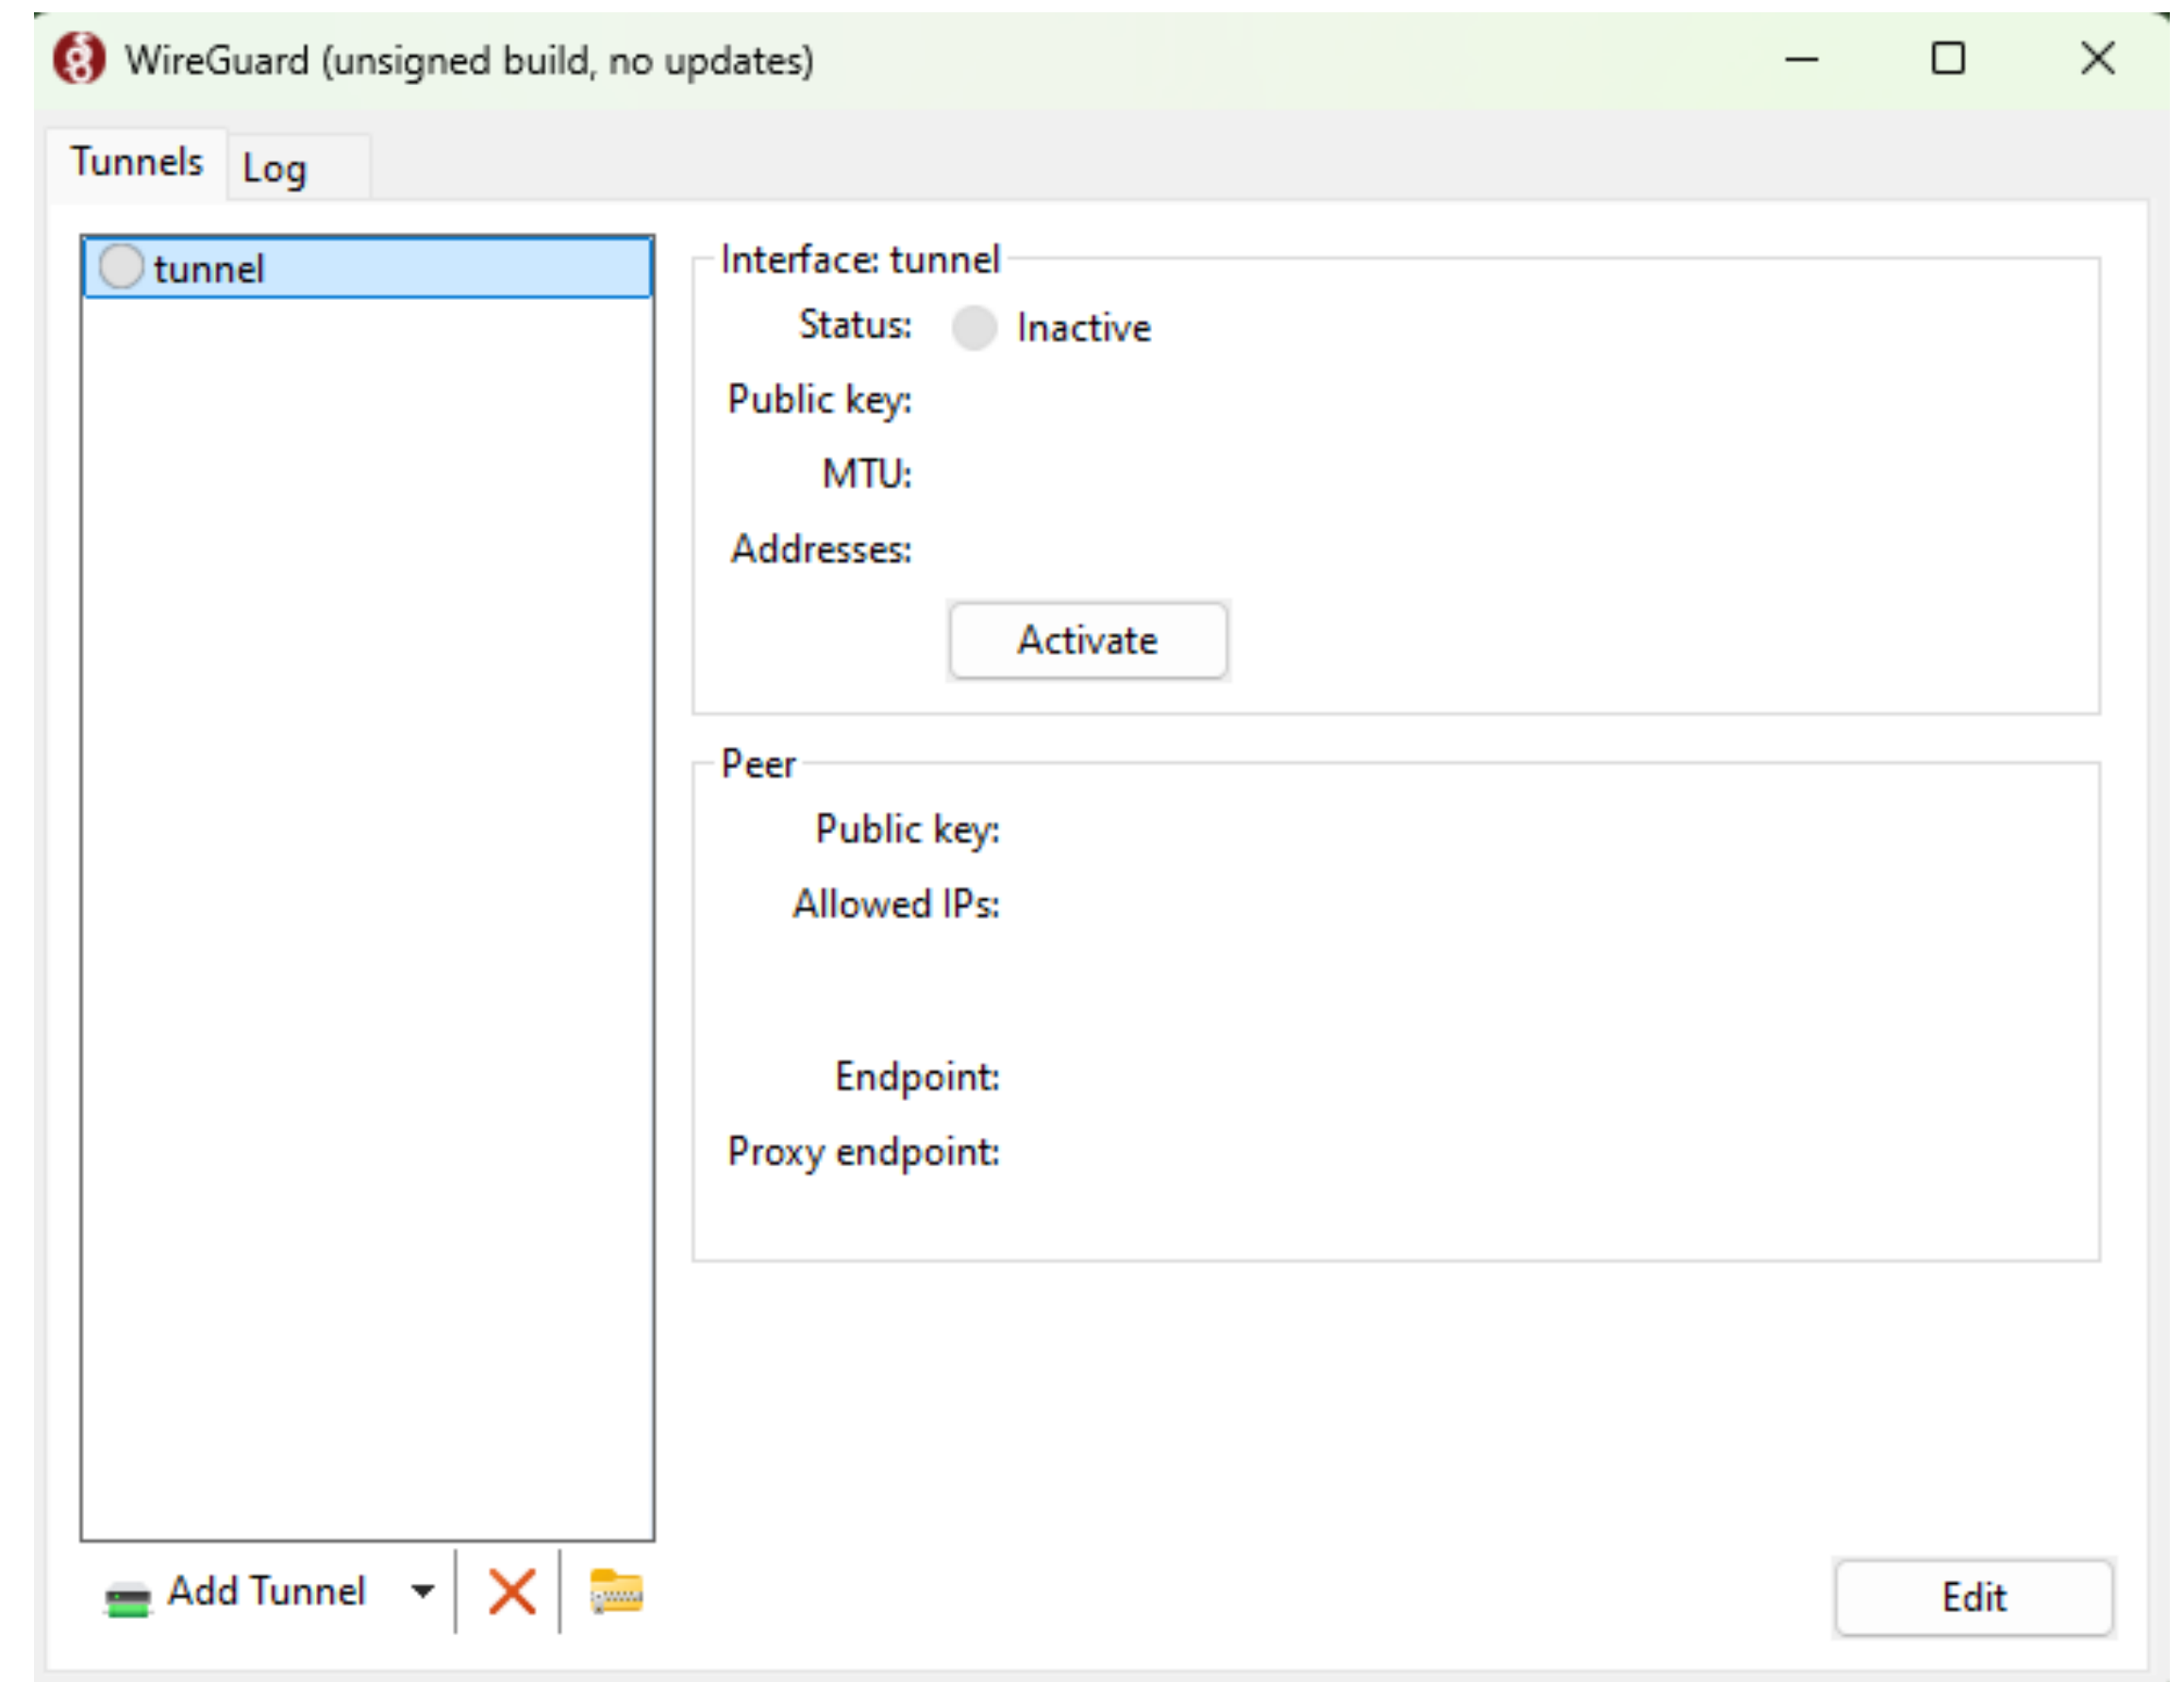 WireGuard (unsigned build, no updates)
Tunnels
Log
tunnel
Interface: tunnel
Status: Inactive
Public key:
MTU:
Addresses:
Activate
Peer
Public key:
Allowed IPs:
Endpoint:
Proxy endpoint:
Add Tunnel
Edit